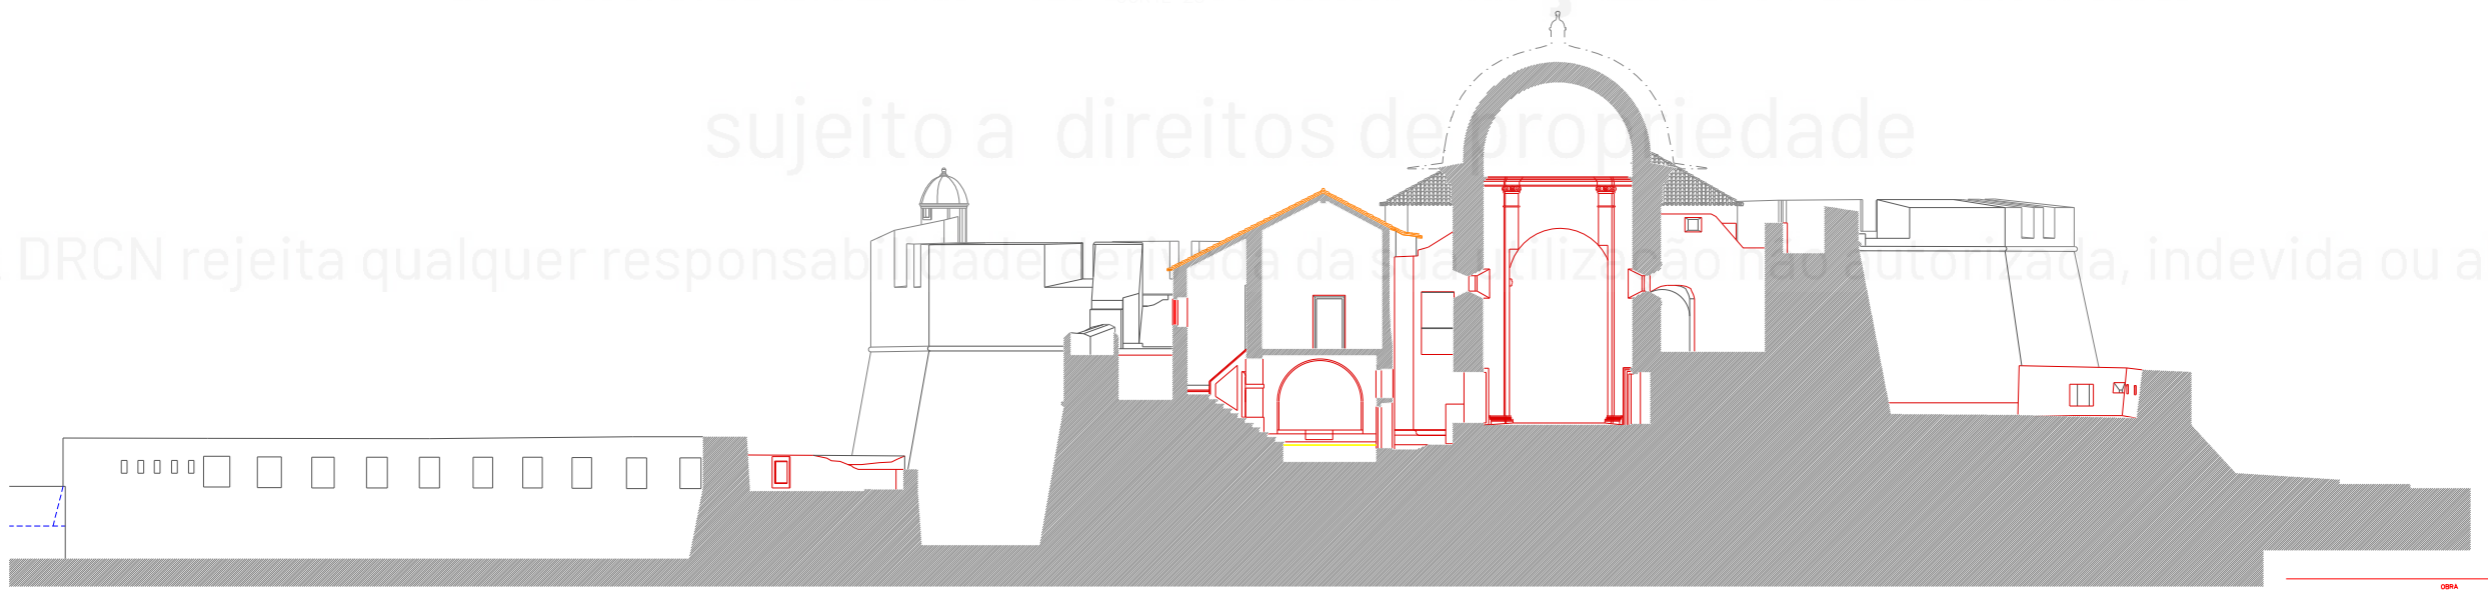 sujeito a direitos de propriedade
DRCN rejeita qualquer responsabilidade derivada da sua utilização não autorizada, indevida ou a
OBRA